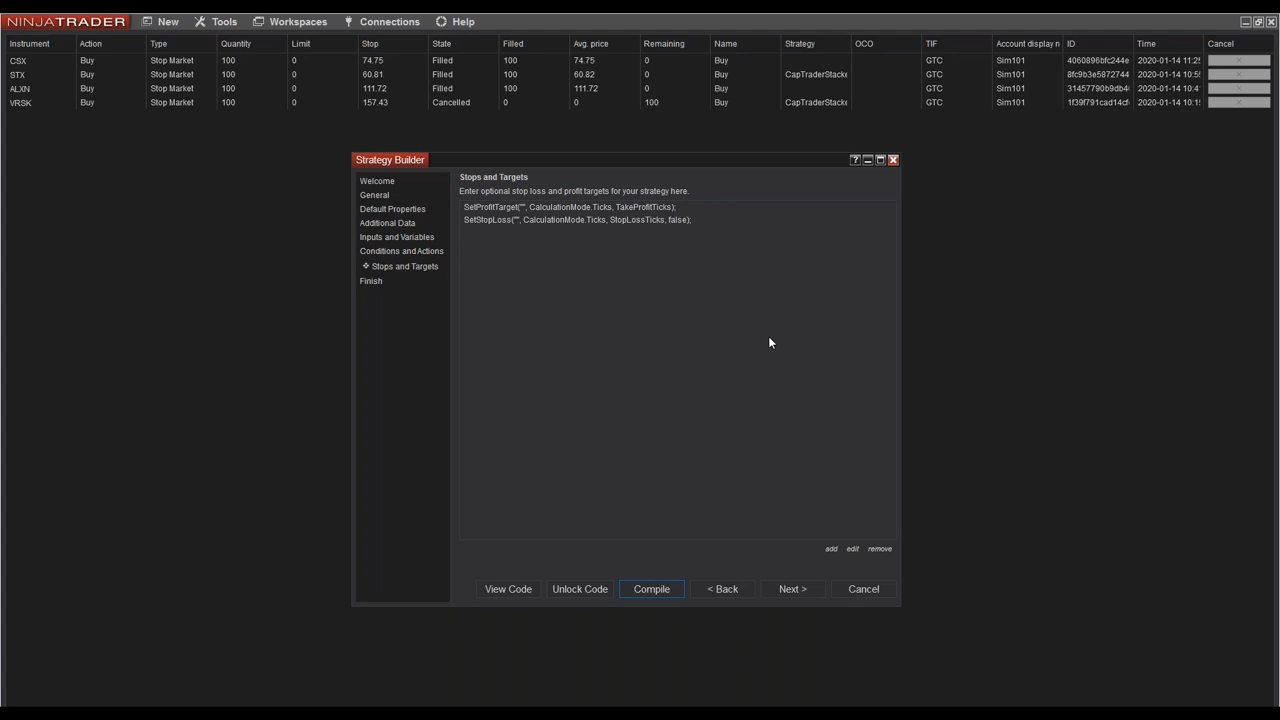 NINJATRADER New Tools Workspaces Connections Help
Instrument Action Type Quantity Limit Stop State Filled Avg. price Remaining Name Strategy OCO TIF Account display n ID Time Cancel
CSX Buy Stop Market 100 0 74.75 Filled 100 74.75 0 Buy GTC Sim101 4060896bfc244e 2020-01-14 11:25
STX Buy Stop Market 100 0 60.81 Filled 100 60.82 0 Buy CapTraderStacke GTC Sim101 8fc9b3e5872744 2020-01-14 10:5
ALXN Buy Stop Market 100 0 111.72 Filled 100 111.72 0 Buy GTC Sim101 31457790b9db4 2020-01-14 10:4
VRSK Buy Stop Market 100 0 157.43 Cancelled 0 0 100 Buy CapTraderStacke GTC Sim101 1f39f791cad14cf 2020-01-14 10:1
Strategy Builder
Welcome
General
Default Properties
Additional Data
Inputs and Variables
Conditions and Actions
Stops and Targets
Finish
Stops and Targets
Enter optional stop loss and profit targets for your strategy here.
SetProfitTarget("", CalculationMode.Ticks, TakeProfitTicks);
SetStopLoss("", CalculationMode.Ticks, StopLossTicks, false);
add edit remove
View Code Unlock Code Compile < Back Next > Cancel